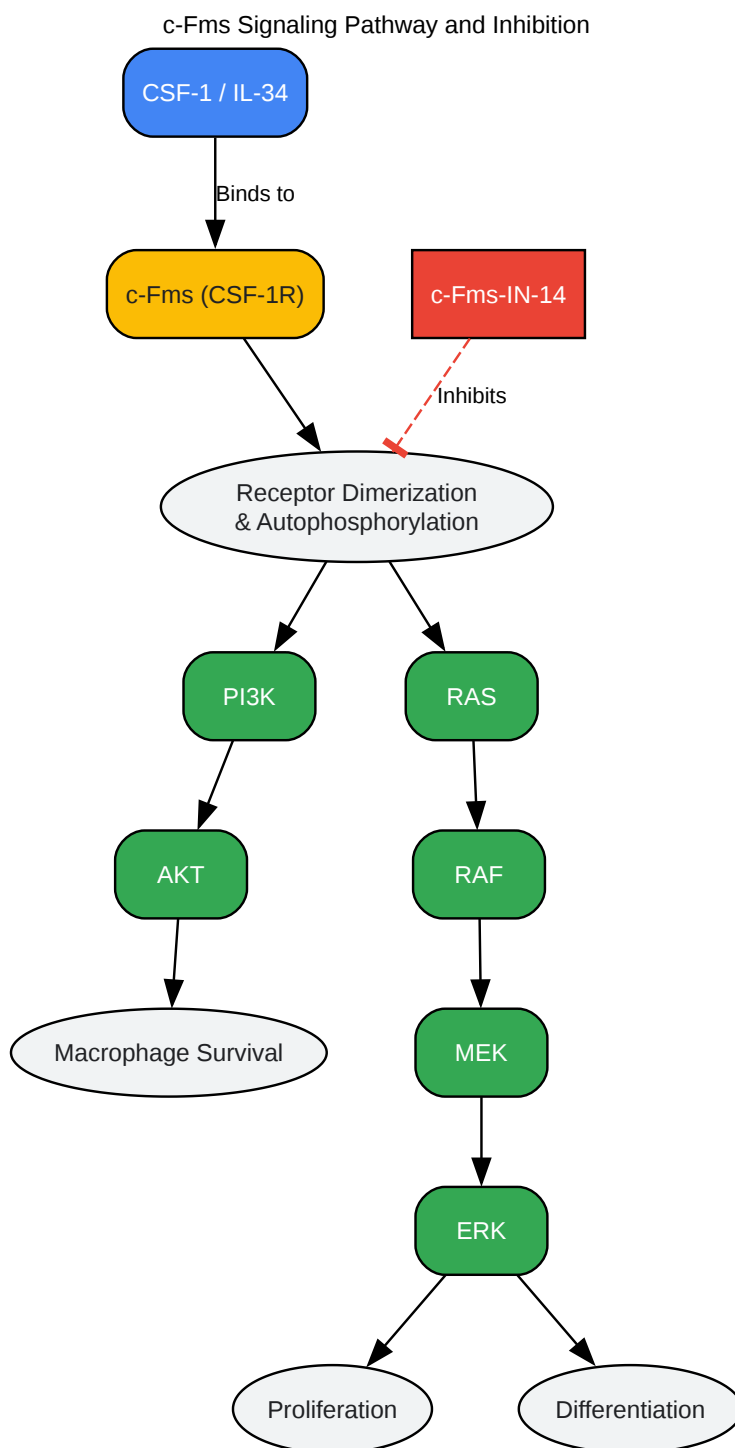 c-Fms Signaling Pathway and Inhibition
CSF-1 / IL-34
Binds to
c-Fms (CSF-1R)
c-Fms-IN-14
Inhibits
Receptor Dimerization
& Autophosphorylation
PI3K
RAS
AKT
RAF
Macrophage Survival
MEK
ERK
Proliferation
Differentiation